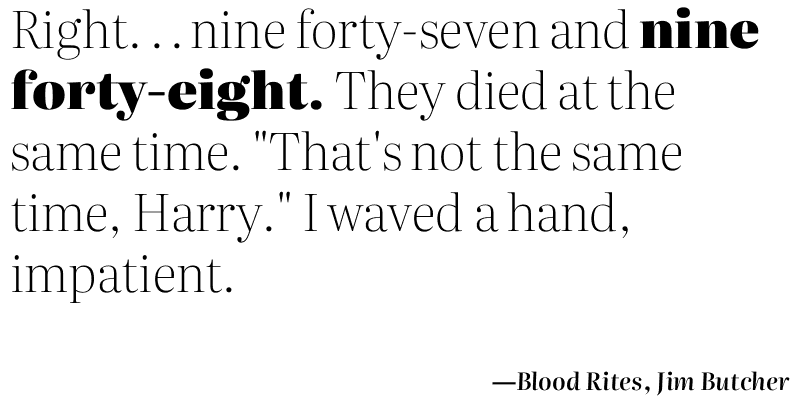 Right. . . nine forty-seven and nine
forty-eight. They died at the
same time. "That's not the same
time, Harry." I waved a hand,
impatient.
—Blood Rites, Jim Butcher